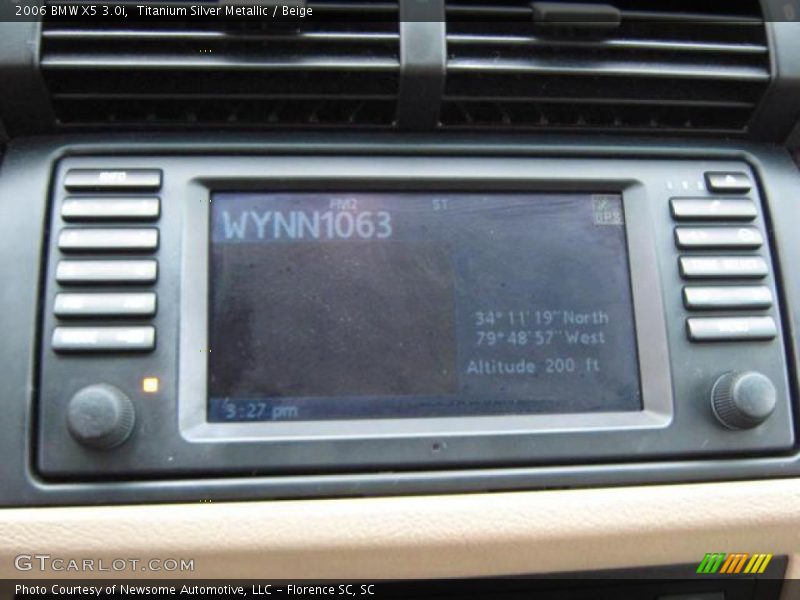 2006 BMW X5 3.0i,  Titanium Silver Metallic / Beige
FM2 ST
WYNN1063
GPS
34°11'19"North
79°48'57"West
Altitude 200 ft
3:27 pm
GTCARLOT.COM
Photo Courtesy of Newsome Automotive, LLC - Florence SC, SC